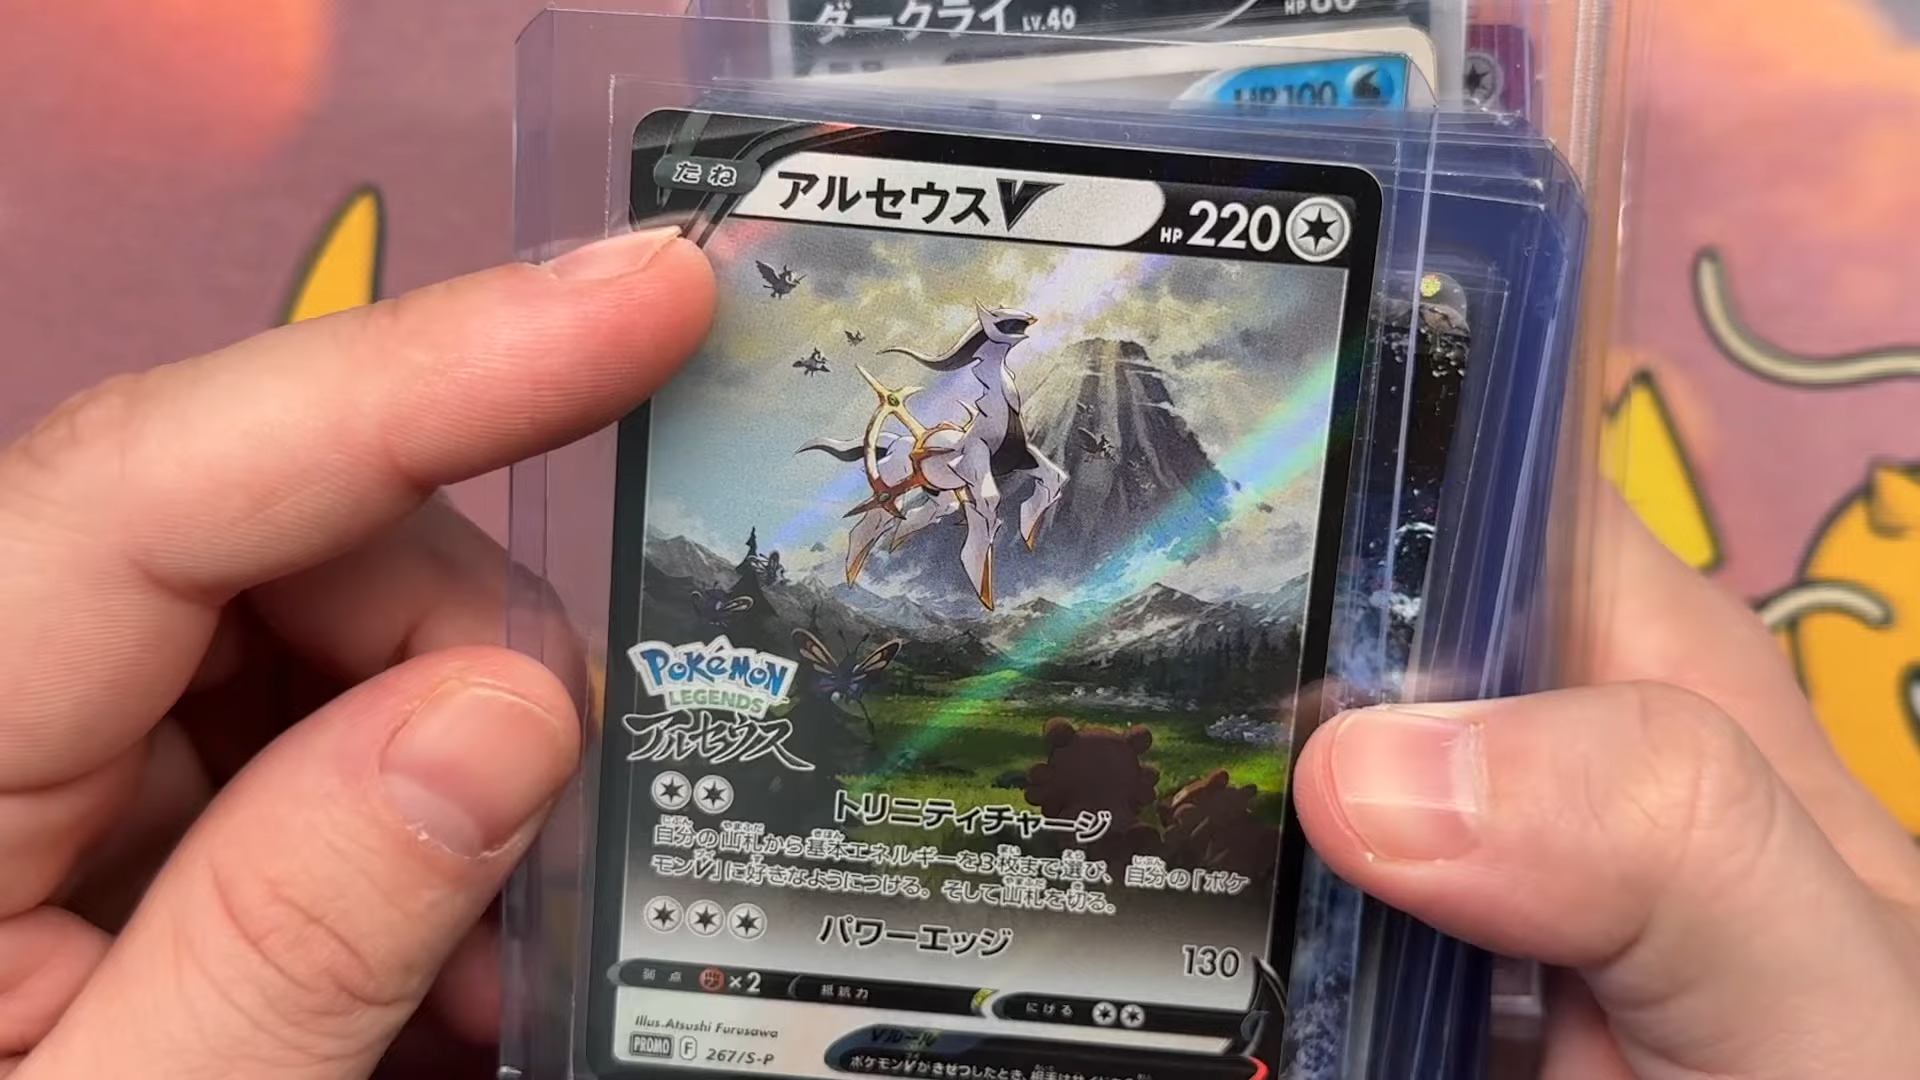 ダークライ LV.40
HP100
たね アルセウスV HP 220
POKéMON
LEGENDS
アルセウス
トリニティチャージ
自分の山札から基本エネルギーを3枚まで選び、自分の「ポケ
モンV」に好きなようにつける。そして山札を切る。
パワーエッジ 130
弱点 ×2 抵抗力 にげる
Illus.Atsushi Furusawa
PROMO F 267/S-P
Vルール
ポケモンVがきぜつしたとき、相手は